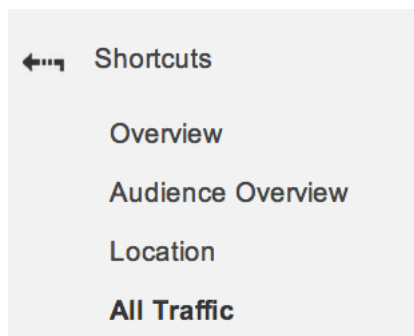 Shortcuts
Overview
Audience Overview
Location
All Traffic